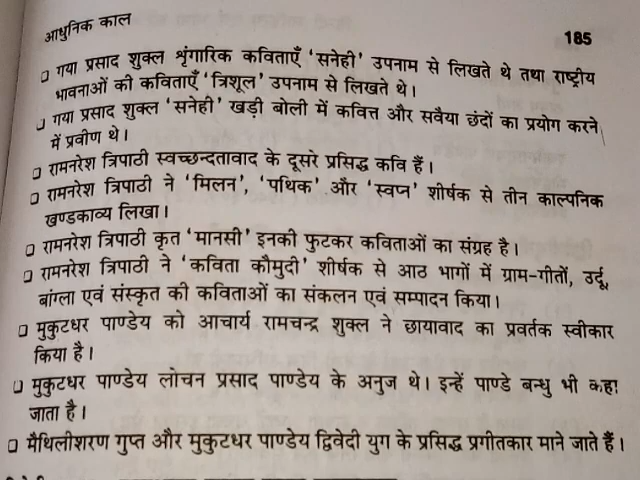 आधुनिक काल
185
□ गया प्रसाद शुक्ल शृंगारिक कविताएँ 'सनेही' उपनाम से लिखते थे तथा राष्ट्रीय
भावनाओं की कविताएँ 'त्रिशूल' उपनाम से लिखते थे।
□ गया प्रसाद शुक्ल 'सनेही' खड़ी बोली में कवित्त और सवैया छंदों का प्रयोग करने
में प्रवीण थे।
□ रामनरेश त्रिपाठी स्वच्छन्दतावाद के दूसरे प्रसिद्ध कवि हैं।
□ रामनरेश त्रिपाठी ने 'मिलन', 'पथिक' और 'स्वप्न' शीर्षक से तीन काल्पनिक
खण्डकाव्य लिखा।
□ रामनरेश त्रिपाठी कृत 'मानसी' इनकी फुटकर कविताओं का संग्रह है।
□ रामनरेश त्रिपाठी ने 'कविता कौमुदी' शीर्षक से आठ भागों में ग्राम-गीतों, उर्दू,
बांग्ला एवं संस्कृत की कविताओं का संकलन एवं सम्पादन किया।
□ मुकुटधर पाण्डेय को आचार्य रामचन्द्र शुक्ल ने छायावाद का प्रवर्तक स्वीकार
किया है।
□ मुकुटधर पाण्डेय लोचन प्रसाद पाण्डेय के अनुज थे। इन्हें पाण्डे बन्धु भी कहा
जाता है।
□ मैथिलीशरण गुप्त और मुकुटधर पाण्डेय द्विवेदी युग के प्रसिद्ध प्रगीतकार माने जाते हैं।